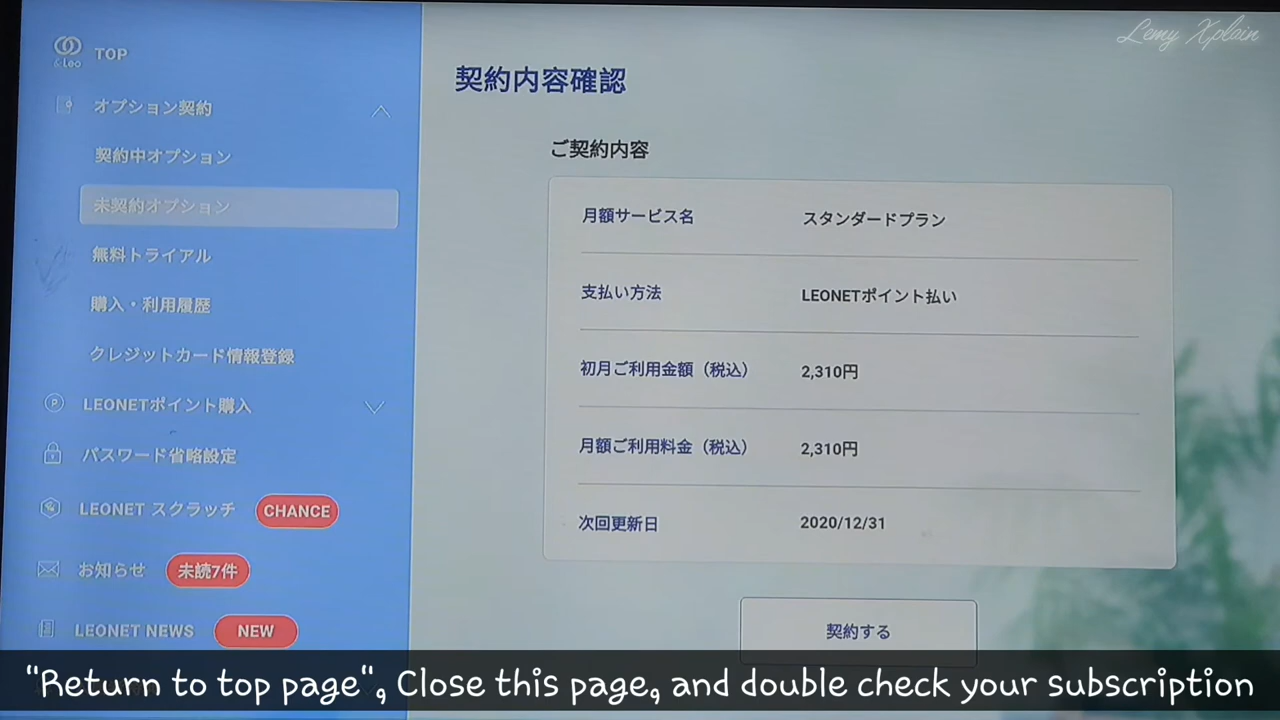 Lemy Xplain
&Leo
TOP
オプション契約
契約中オプション
未契約オプション
無料トライアル
購入・利用履歴
クレジットカード情報登録
P LEONETポイント購入
パスワード省略設定
LEONET スクラッチ CHANCE
お知らせ 未読7件
LEONET NEWS NEW
契約内容確認
ご契約内容
月額サービス名 スタンダードプラン
支払い方法 LEONETポイント払い
初月ご利用金額（税込） 2,310円
月額ご利用料金（税込） 2,310円
次回更新日 2020/12/31
契約する
"Return to top page", Close this page, and double check your subscription